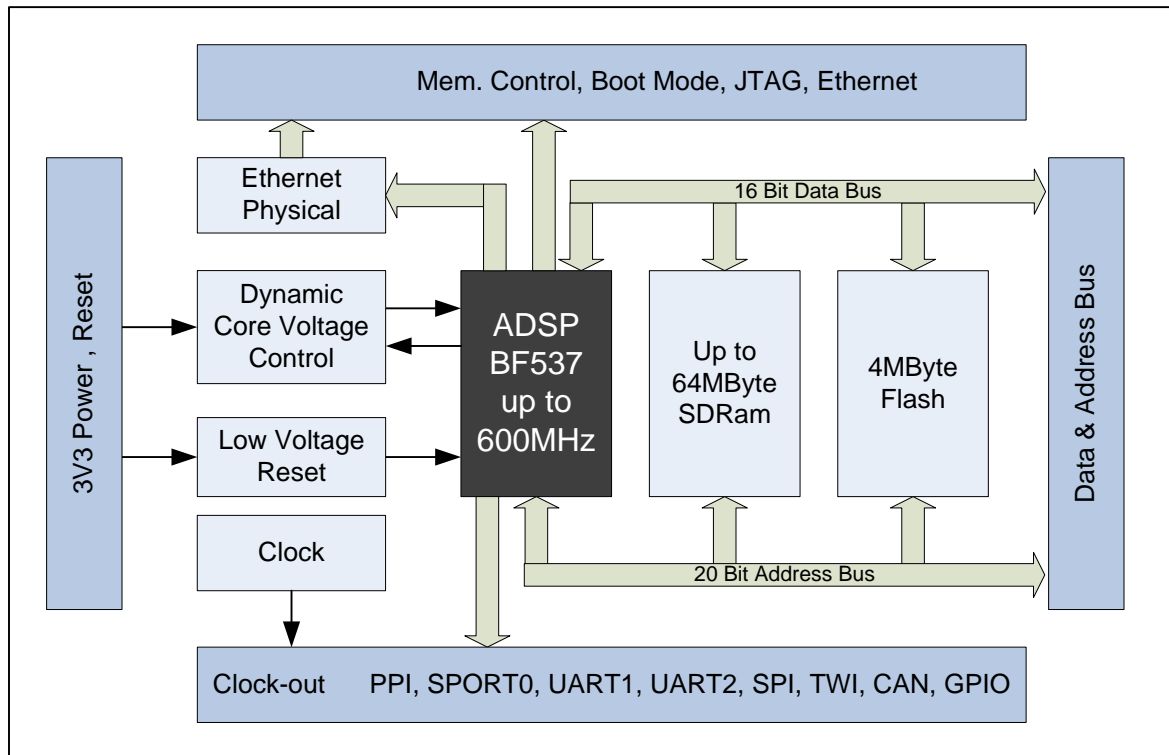 Mem. Control, Boot Mode, JTAG, Ethernet
3V3 Power , Reset
Ethernet
Physical
16 Bit Data Bus
Dynamic
Core Voltage
Control
ADSP
BF537
up to
600MHz
Up to
64MByte
SDRam
4MByte
Flash
Data & Address Bus
Low Voltage
Reset
Clock
20 Bit Address Bus
Clock-out PPI, SPORT0, UART1, UART2, SPI, TWI, CAN, GPIO